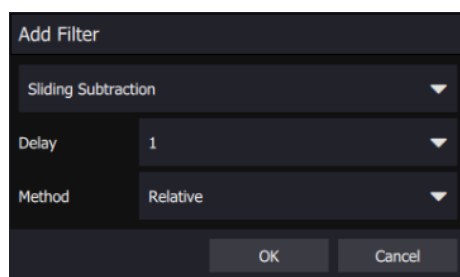 Add Filter
Sliding Subtraction
Delay 1
Method Relative
OK Cancel